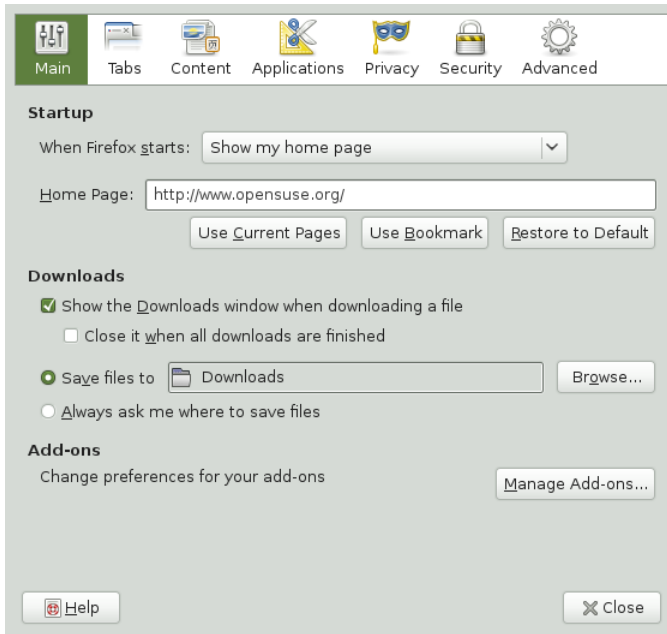 Main Tabs Content Applications Privacy Security Advanced
Startup
When Firefox starts: Show my home page
Home Page: http://www.opensuse.org/
Use Current Pages Use Bookmark Restore to Default
Downloads
Show the Downloads window when downloading a file
Close it when all downloads are finished
Save files to Downloads Browse...
Always ask me where to save files
Add-ons
Change preferences for your add-ons
Manage Add-ons...
Help Close